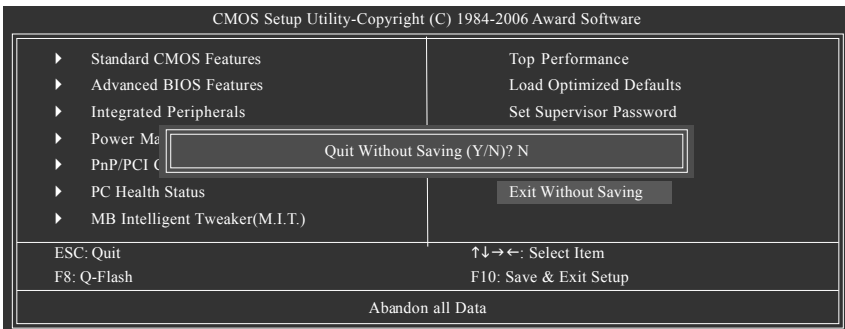 CMOS Setup Utility-Copyright (C) 1984-2006 Award Software
Standard CMOS Features
Advanced BIOS Features
Integrated Peripherals
Power Ma
PnP/PCI C
PC Health Status
MB Intelligent Tweaker(M.I.T.)
Top Performance
Load Optimized Defaults
Set Supervisor Password
Exit Without Saving
Quit Without Saving (Y/N)? N
ESC: Quit
↑↓→←: Select Item
F8: Q-Flash
F10: Save & Exit Setup
Abandon all Data